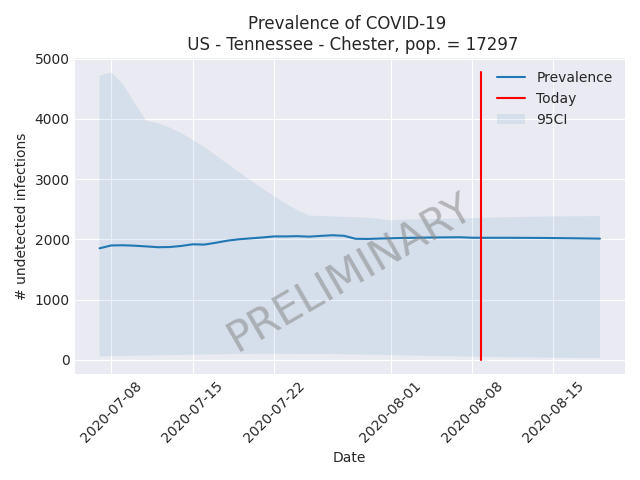 Prevalence of COVID-19
US - Tennessee - Chester, pop. = 17297
# undetected infections
5000
4000
3000
2000
1000
0
Prevalence
Today
95CI
PRELIMINARY
2020-07-08
2020-07-15
2020-07-22
2020-08-01
2020-08-08
2020-08-15
Date